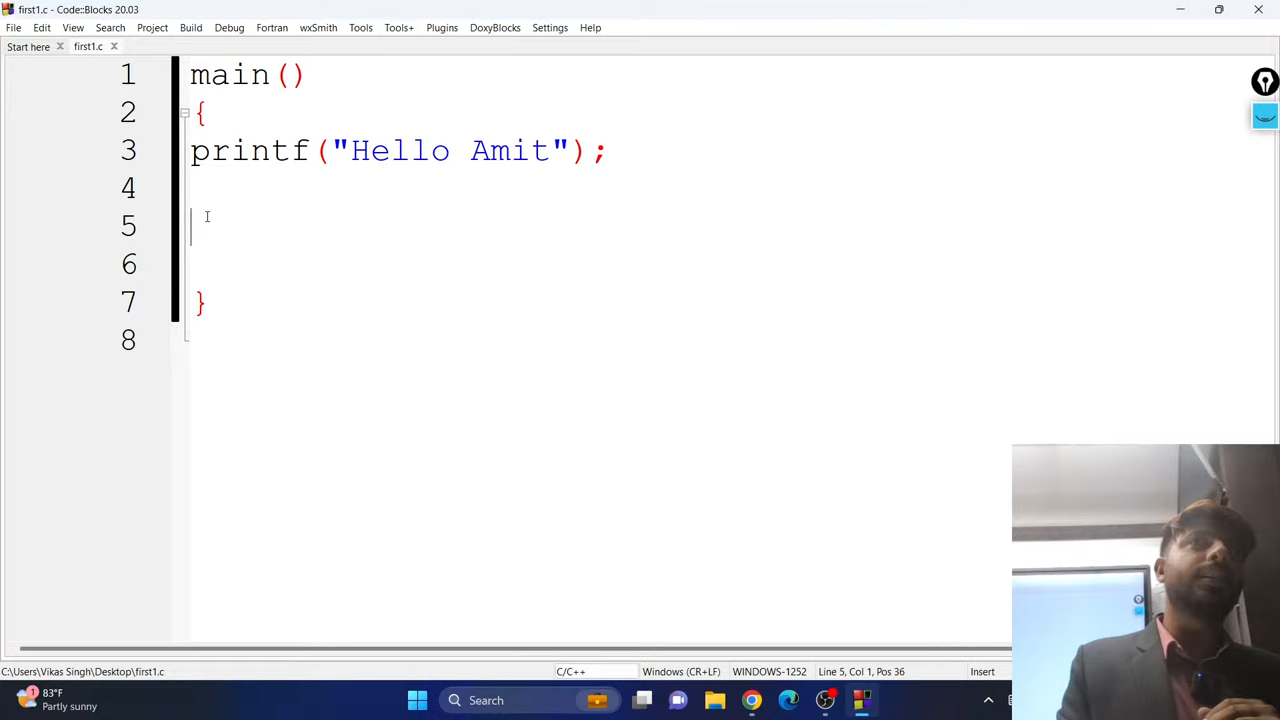 first1.c - Code::Blocks 20.03
File Edit View Search Project Build Debug Fortran wxSmith Tools Tools+ Plugins DoxyBlocks Settings Help
Start here first1.c
1 main()
2 {
3 printf("Hello Amit");
4
5
6
7 }
8
C:\Users\Vikas Singh\Desktop\first1.c C/C++ Windows (CR+LF) WINDOWS-1252 Line 5, Col 1, Pos 36 Insert
1 83°F Search
Partly sunny